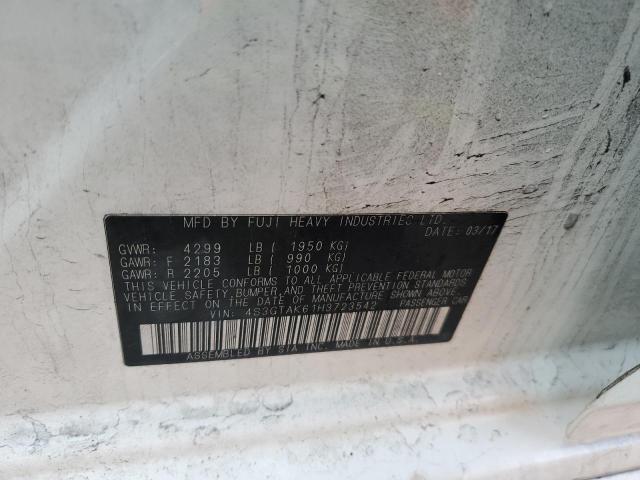 MFD BY FUJI HEAVY INDUSTRIEC LTD.
DATE: 03/17
GVWR: 4299 LB ( 1950 KG)
GAWR: F 2183 LB ( 990 KG)
GAWR: R 2205 LB ( 1000 KG)
THIS VEHICLE CONFORMS TO ALL APPLICABLE FEDERAL MOTOR
VEHICLE SAFETY, BUMPER, AND THEFT PREVENTION STANDARDS
IN EFFECT ON THE DATE OF MANUFACTURE SHOWN ABOVE.
VIN: 4S3GTAK61H3723542 PASSENGER CAR
ASSEMBLED BY SIA INC. MADE IN U.S.A.